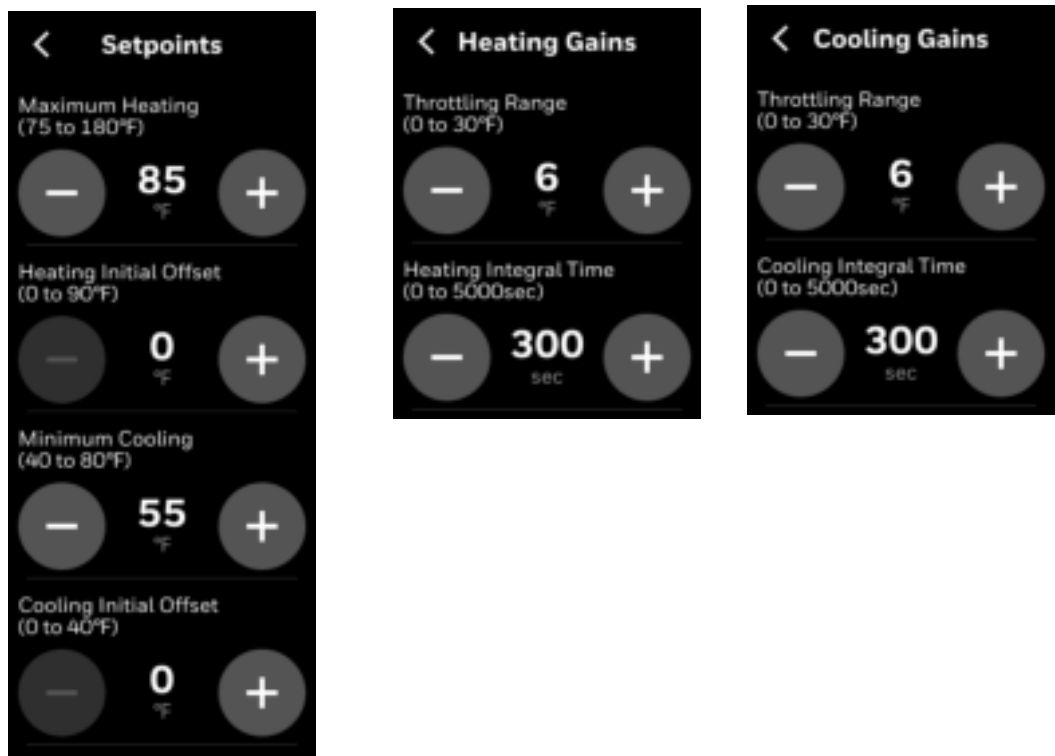 Setpoints
Maximum Heating
(75 to 180°F)
85
°F
Heating Initial Offset
(0 to 90°F)
0
°F
Minimum Cooling
(40 to 80°F)
55
°F
Cooling Initial Offset
(0 to 40°F)
0
°F
Heating Gains
Throttling Range
(0 to 30°F)
6
°F
Heating Integral Time
(0 to 5000sec)
300
sec
Cooling Gains
Throttling Range
(0 to 30°F)
6
°F
Cooling Integral Time
(0 to 5000sec)
300
sec